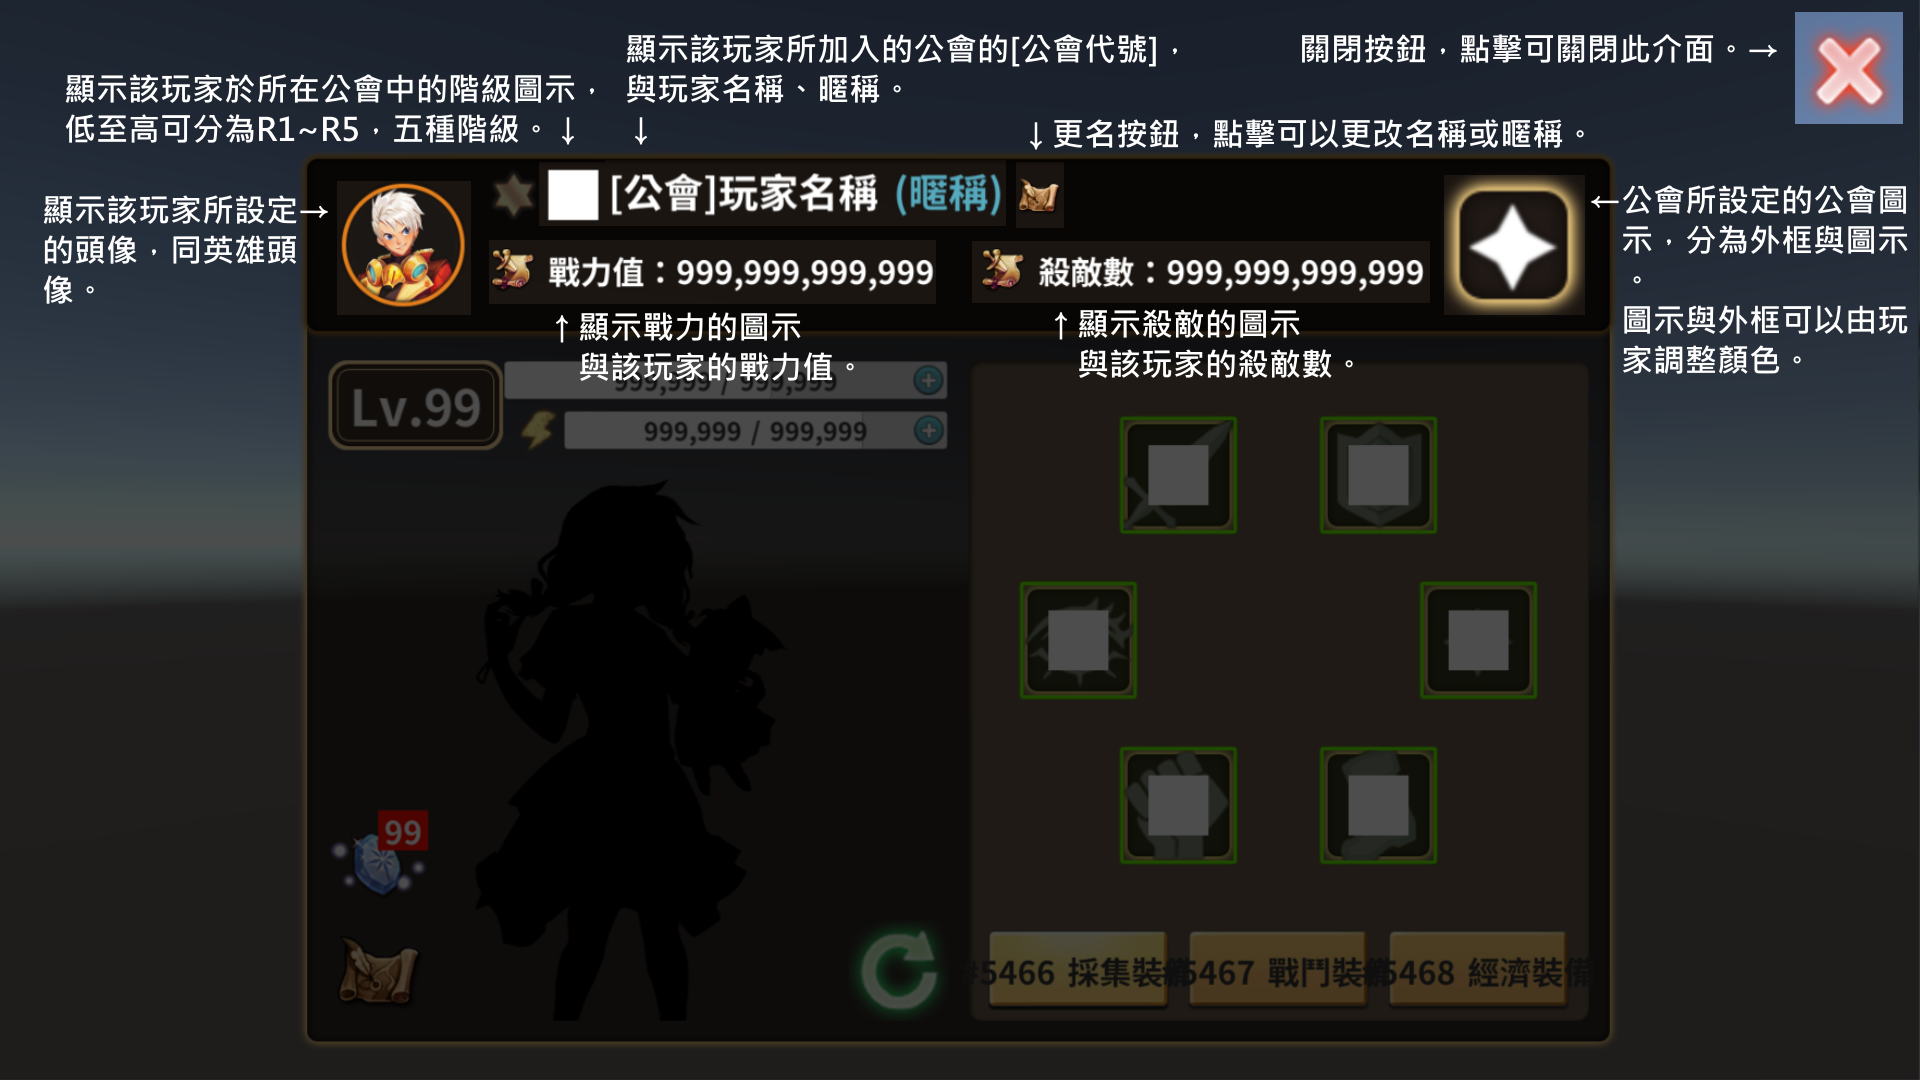 顯示該玩家所加入的公會的[公會代號]，
與玩家名稱、暱稱。
↓
關閉按鈕，點擊可關閉此介面。→
顯示該玩家於所在公會中的階級圖示，
低至高可分為R1~R5，五種階級。↓
↓更名按鈕，點擊可以更改名稱或暱稱。
顯示該玩家所設定→
的頭像，同英雄頭
像。
[公會]玩家名稱 (暱稱)
戰力值：999,999,999,999
殺敵數：999,999,999,999
←公會所設定的公會圖
示，分為外框與圖示
。
圖示與外框可以由玩
家調整顏色。
↑顯示戰力的圖示
與該玩家的戰力值。
↑顯示殺敵的圖示
與該玩家的殺敵數。
Lv.99
999,999 / 999,999
999,999 / 999,999
99
#5466 採集裝備
#5467 戰鬥裝備
#5468 經濟裝備